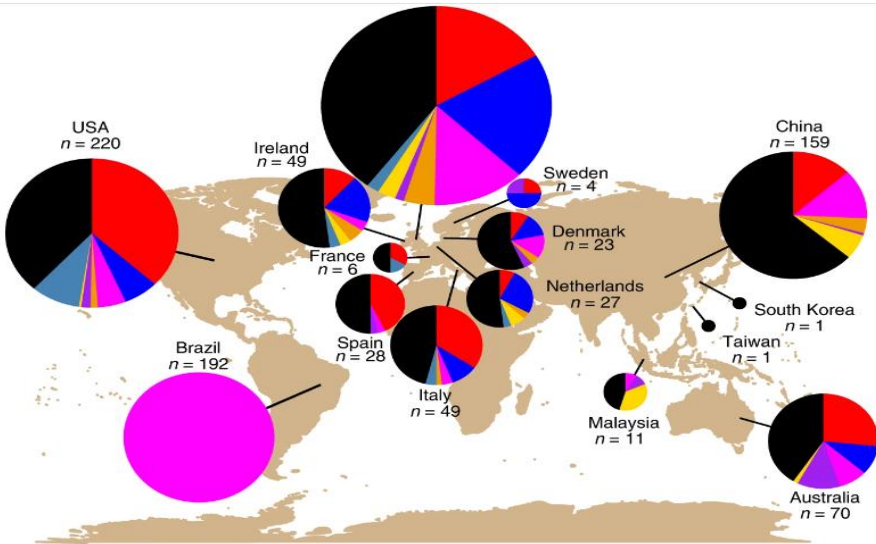 USA
n = 220
Ireland
n = 49
Sweden
n = 4
China
n = 159
Denmark
n = 23
France
n = 6
Netherlands
n = 27
South Korea
n = 1
Spain
n = 28
Taiwan
n = 1
Brazil
n = 192
Italy
n = 49
Malaysia
n = 11
Australia
n = 70